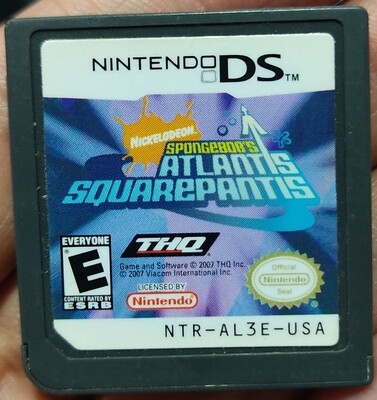 NINTENDO DS TM
NICKELODEON
SPONGEBOB'S
ATLANTIS
SQUAREPANTIS
EVERYONE
E
CONTENT RATED BY
ESRB
THQ
Game and Software © 2007 THQ Inc.
© 2007 Viacom International Inc.
LICENSED BY
Nintendo
Official
Nintendo
Seal
NTR-AL3E-USA